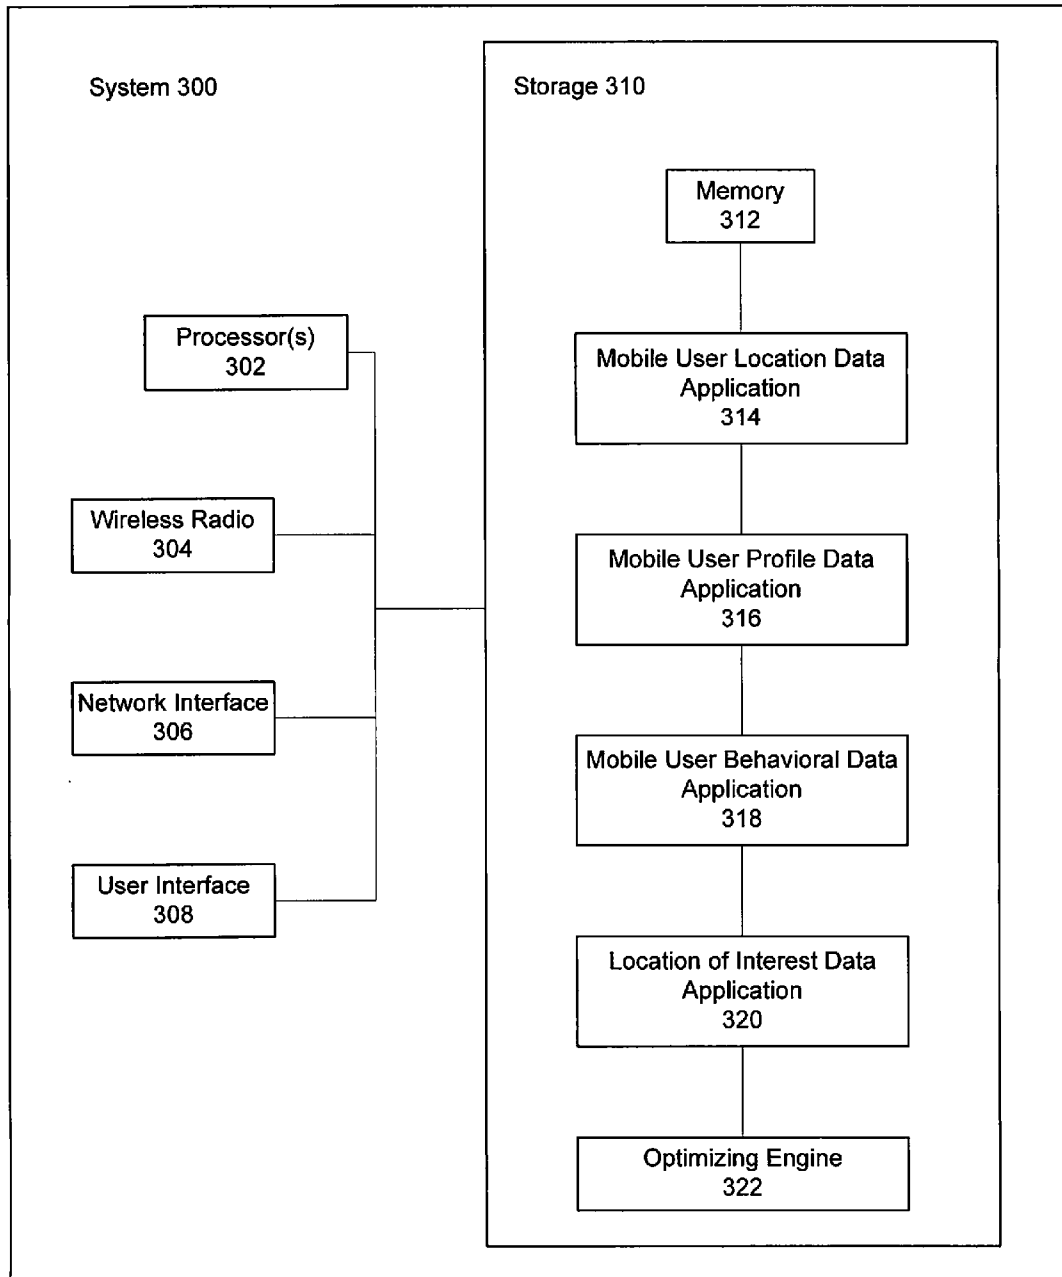 System 300
Storage 310
Memory
312
Processor(s)
302
Mobile User Location Data
Application
314
Wireless Radio
304
Mobile User Profile Data
Application
316
Network Interface
306
Mobile User Behavioral Data
Application
318
User Interface
308
Location of Interest Data
Application
320
Optimizing Engine
322